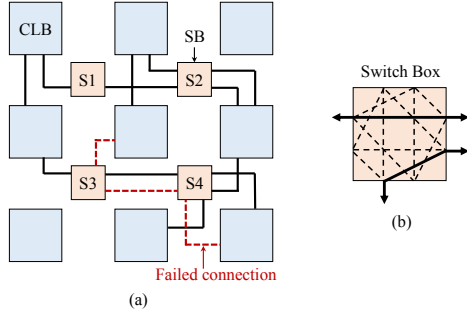 CLB
SB
S1
S2
Switch Box
S3
S4
(b)
Failed connection
(a)